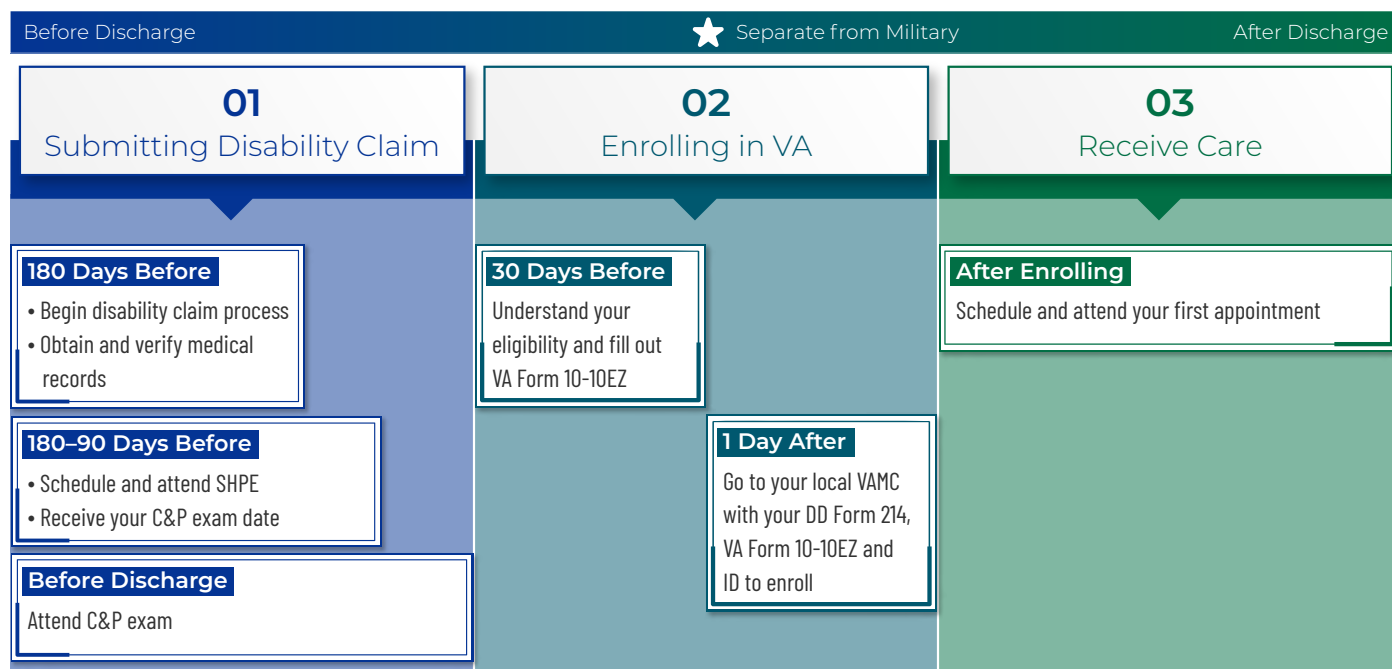 Before Discharge
Separate from Military
After Discharge
01
Submitting Disability Claim
02
Enrolling in VA
03
Receive Care
180 Days Before
• Begin disability claim process
• Obtain and verify medical
records
180–90 Days Before
• Schedule and attend SHPE
• Receive your C&P exam date
Before Discharge
Attend C&P exam
30 Days Before
Understand your
eligibility and fill out
VA Form 10-10EZ
1 Day After
Go to your local VAMC
with your DD Form 214,
VA Form 10-10EZ and
ID to enroll
After Enrolling
Schedule and attend your first appointment